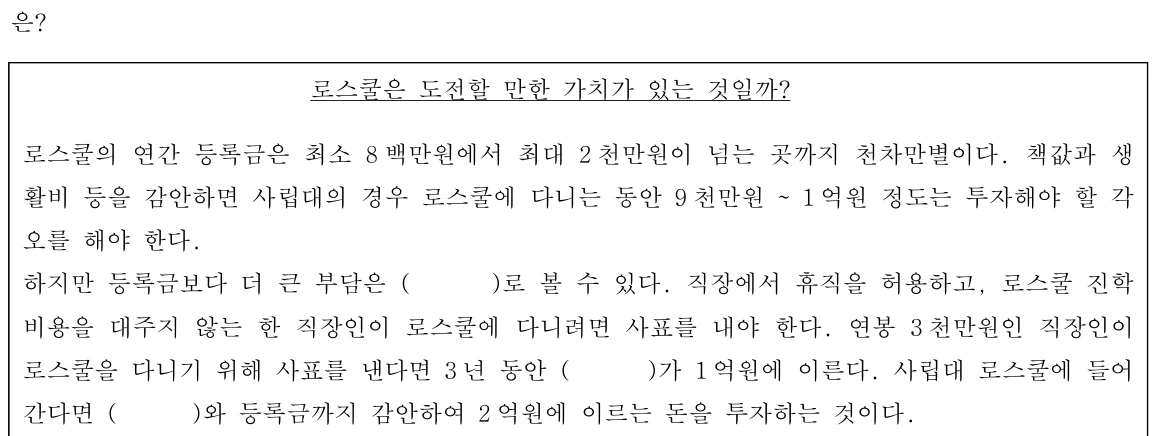 은?
로스쿨은 도전할 만한 가치가 있는 것일까?
로스쿨의 연간 등록금은 최소 8백만원에서 최대 2천만원이 넘는 곳까지 천차만별이다. 책값과 생
활비 등을 감안하면 사립대의 경우 로스쿨에 다니는 동안 9천만원 ~ 1억원 정도는 투자해야 할 각
오를 해야 한다.
하지만 등록금보다 더 큰 부담은 (      )로 볼 수 있다. 직장에서 휴직을 허용하고, 로스쿨 진학
비용을 대주지 않는 한 직장인이 로스쿨에 다니려면 사표를 내야 한다. 연봉 3천만원인 직장인이
로스쿨을 다니기 위해 사표를 낸다면 3년 동안 (      )가 1억원에 이른다. 사립대 로스쿨에 들어
간다면 (      )와 등록금까지 감안하여 2억원에 이르는 돈을 투자하는 것이다.